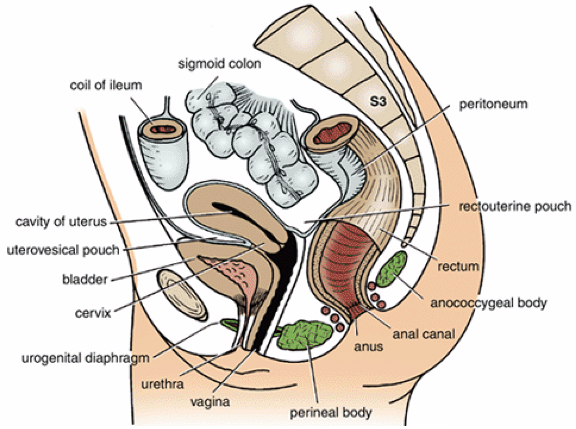 sigmoid colon
coil of ileum
S3
peritoneum
cavity of uterus
rectouterine pouch
uterovesical pouch
bladder
rectum
cervix
anococcygeal body
anal canal
urogenital diaphragm
anus
urethra
vagina
perineal body